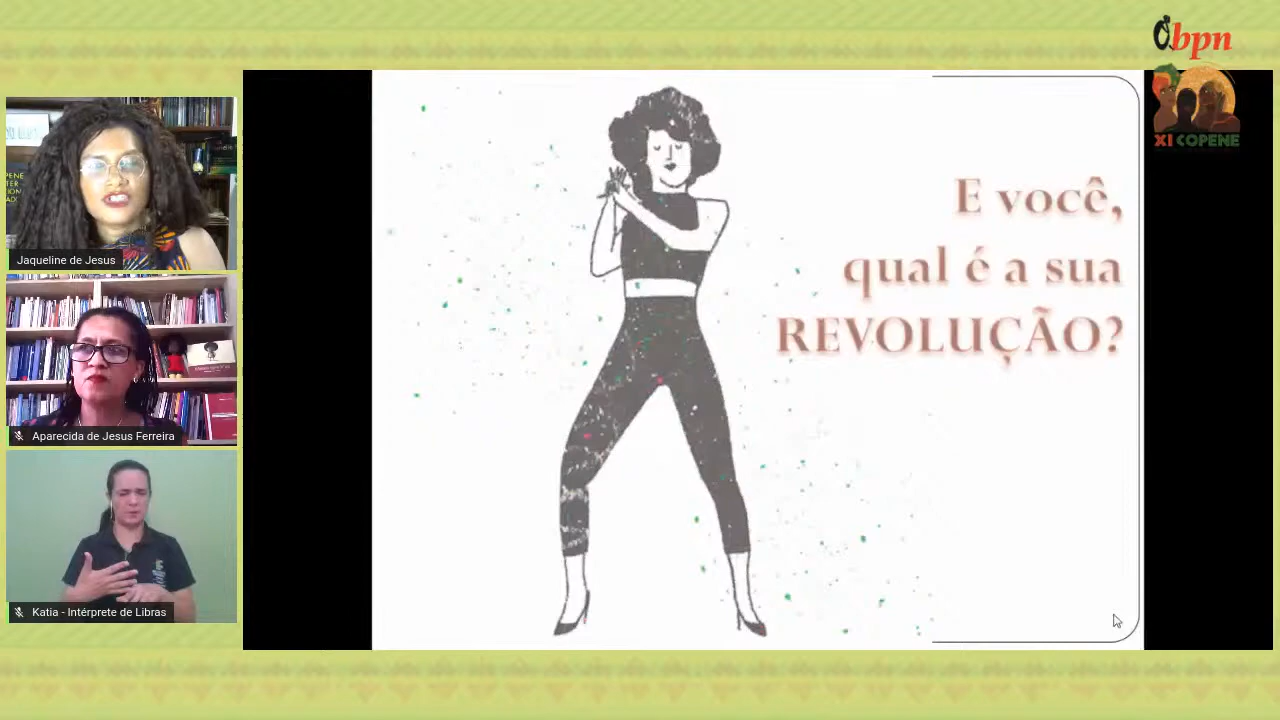 bpn
XI COPENE
E você,
qual é a sua
REVOLUÇÃO?
Jaqueline de Jesus
Aparecida de Jesus Ferreira
Katia - Intérprete de Libras